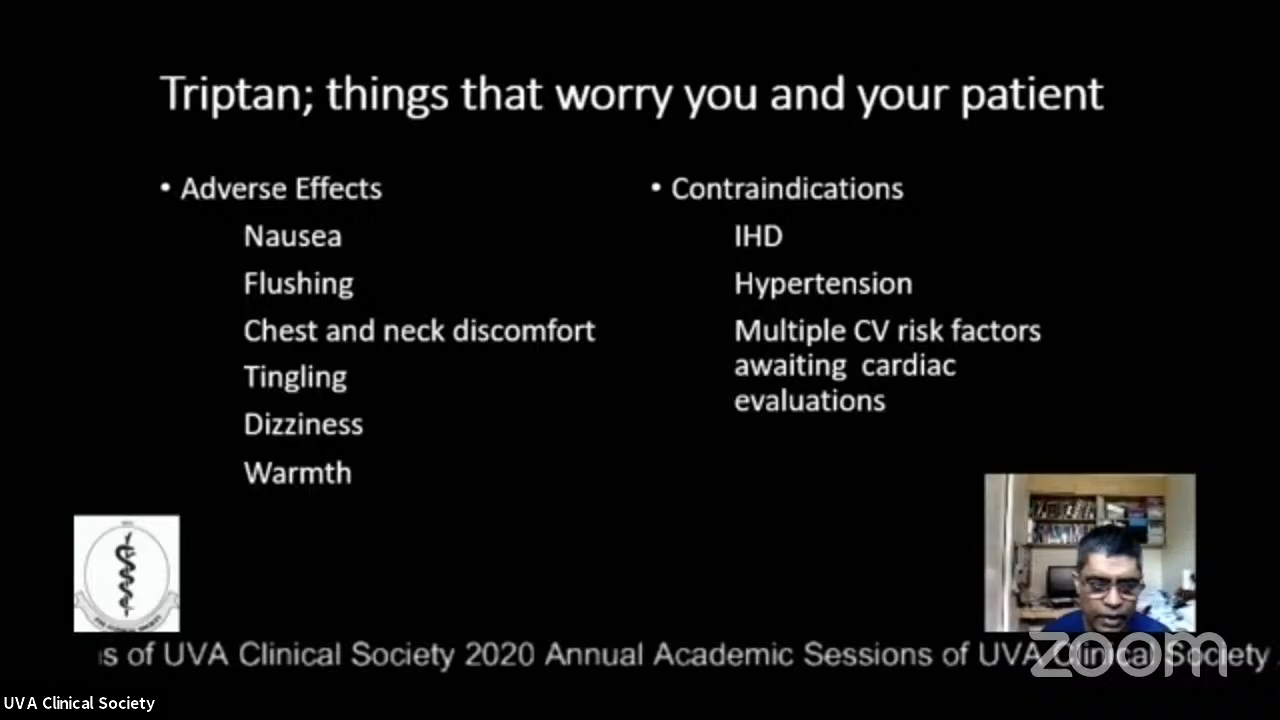 Triptan; things that worry you and your patient
• Adverse Effects
Nausea
Flushing
Chest and neck discomfort
Tingling
Dizziness
Warmth
• Contraindications
IHD
Hypertension
Multiple CV risk factors
awaiting cardiac
evaluations
s of UVA Clinical Society 2020 Annual Academic Sessions of UVA Clinical Society
zoom
UVA Clinical Society